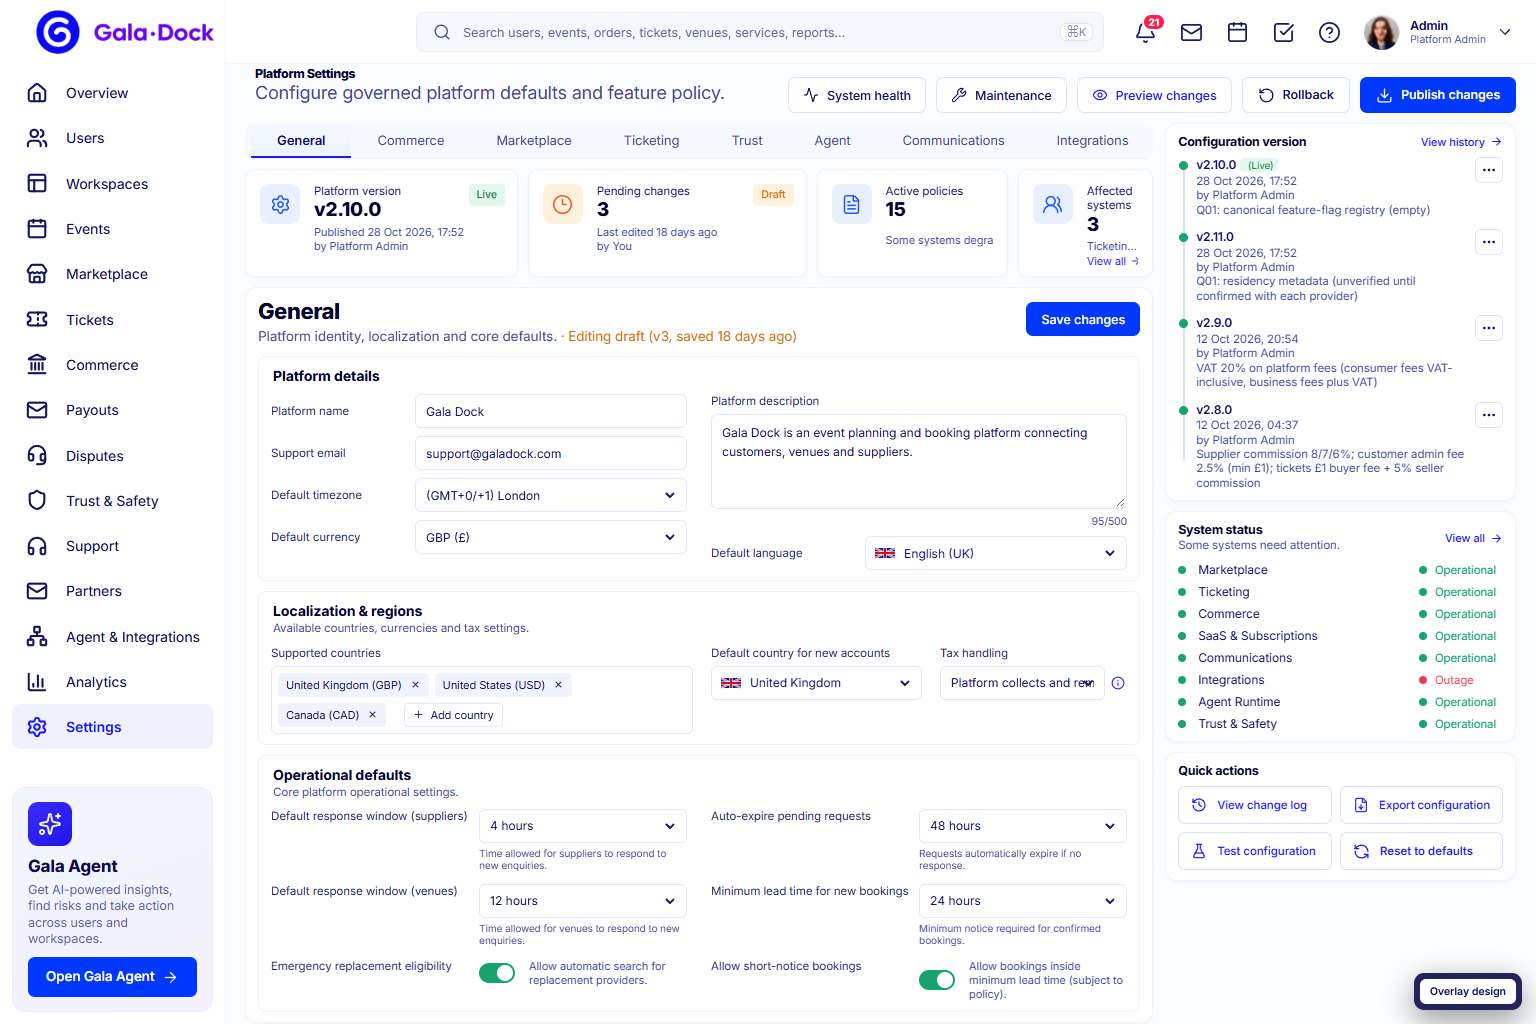 Gala·Dock
Search users, events, orders, tickets, venues, services, reports...
⌘K
21
Admin
Platform Admin
Overview
Users
Workspaces
Events
Marketplace
Tickets
Commerce
Payouts
Disputes
Trust & Safety
Support
Partners
Agent & Integrations
Analytics
Settings
Gala Agent
Get AI-powered insights,
find risks and take action
across users and
workspaces.
Open Gala Agent
Platform Settings
Configure governed platform defaults and feature policy.
System health
Maintenance
Preview changes
Rollback
Publish changes
General
Commerce
Marketplace
Ticketing
Trust
Agent
Communications
Integrations
Platform version
v2.10.0
Live
Published 28 Oct 2026, 17:52
by Platform Admin
Pending changes
3
Draft
Last edited 18 days ago
by You
Active policies
15
Some systems degra
Affected
systems
3
Ticketin...
View all
General
Platform identity, localization and core defaults. · Editing draft (v3, saved 18 days ago)
Save changes
Platform details
Platform name
Gala Dock
Support email
support@galadock.com
Default timezone
(GMT+0/+1) London
Default currency
GBP (£)
Platform description
Gala Dock is an event planning and booking platform connecting
customers, venues and suppliers.
95/500
Default language
English (UK)
Localization & regions
Available countries, currencies and tax settings.
Supported countries
United Kingdom (GBP) ×
United States (USD) ×
Canada (CAD) ×
+ Add country
Default country for new accounts
United Kingdom
Tax handling
Platform collects and rem
Operational defaults
Core platform operational settings.
Default response window (suppliers)
4 hours
Time allowed for suppliers to respond to
new enquiries.
Auto-expire pending requests
48 hours
Requests automatically expire if no
response.
Default response window (venues)
12 hours
Time allowed for venues to respond to new
enquiries.
Minimum lead time for new bookings
24 hours
Minimum notice required for confirmed
bookings.
Emergency replacement eligibility
Allow automatic search for
replacement providers.
Allow short-notice bookings
Allow bookings inside
minimum lead time (subject to
policy).
Configuration version
View history
v2.10.0 (Live)
28 Oct 2026, 17:52
by Platform Admin
Q01: canonical feature-flag registry (empty)
v2.11.0
28 Oct 2026, 17:52
by Platform Admin
Q01: residency metadata (unverified until
confirmed with each provider)
v2.9.0
12 Oct 2026, 20:54
by Platform Admin
VAT 20% on platform fees (consumer fees VAT-
inclusive, business fees plus VAT)
v2.8.0
12 Oct 2026, 04:37
by Platform Admin
Supplier commission 8/7/6%; customer admin fee
2.5% (min £1); tickets £1 buyer fee + 5% seller
commission
System status
Some systems need attention.
View all
Marketplace Operational
Ticketing Operational
Commerce Operational
SaaS & Subscriptions Operational
Communications Operational
Integrations Outage
Agent Runtime Operational
Trust & Safety Operational
Quick actions
View change log
Export configuration
Test configuration
Reset to defaults
Overlay design